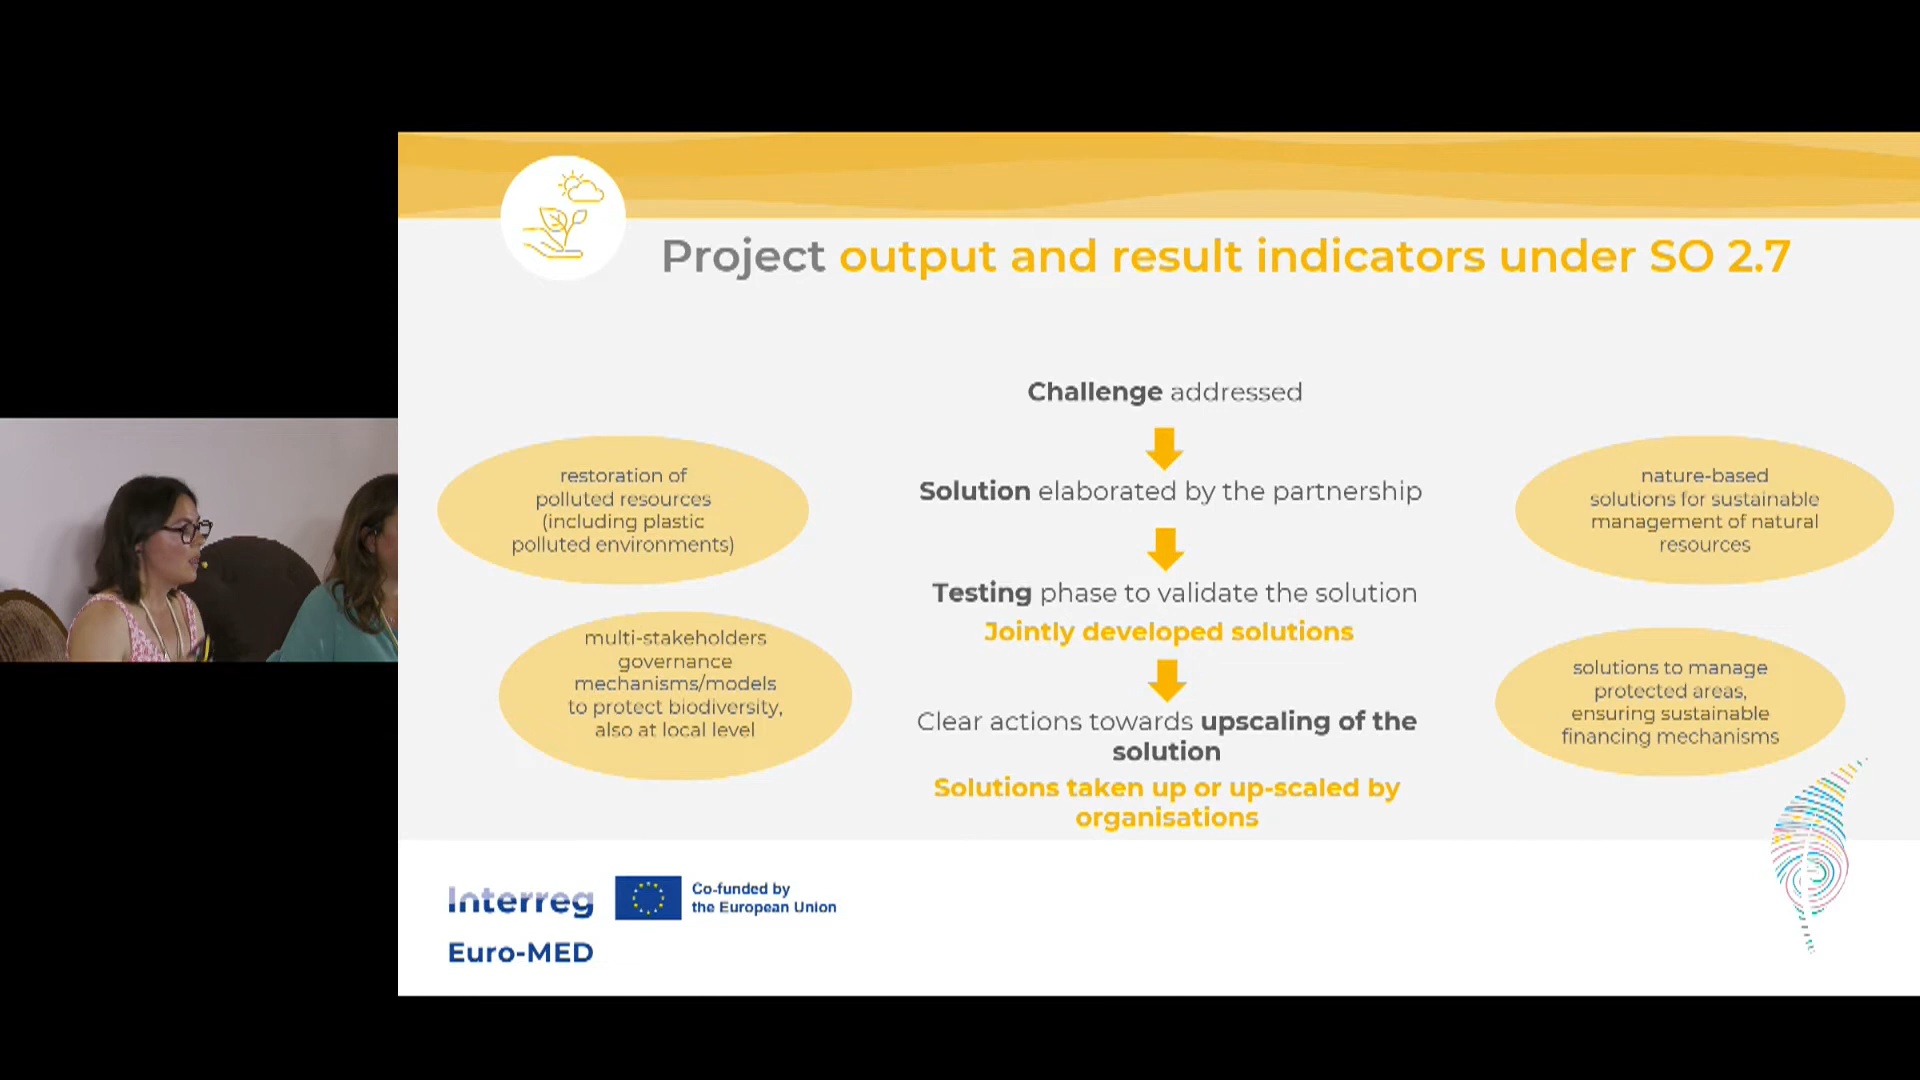 Project output and result indicators under SO 2.7
Challenge addressed
Solution elaborated by the partnership
Testing phase to validate the solution
Jointly developed solutions
Clear actions towards upscaling of the
solution
Solutions taken up or up-scaled by
organisations
restoration of
polluted resources
(including plastic
polluted environments)
multi-stakeholders
governance
mechanisms/models
to protect biodiversity,
also at local level
nature-based
solutions for sustainable
management of natural
resources
solutions to manage
protected areas,
ensuring sustainable
financing mechanisms
Interreg
Co-funded by
the European Union
Euro-MED